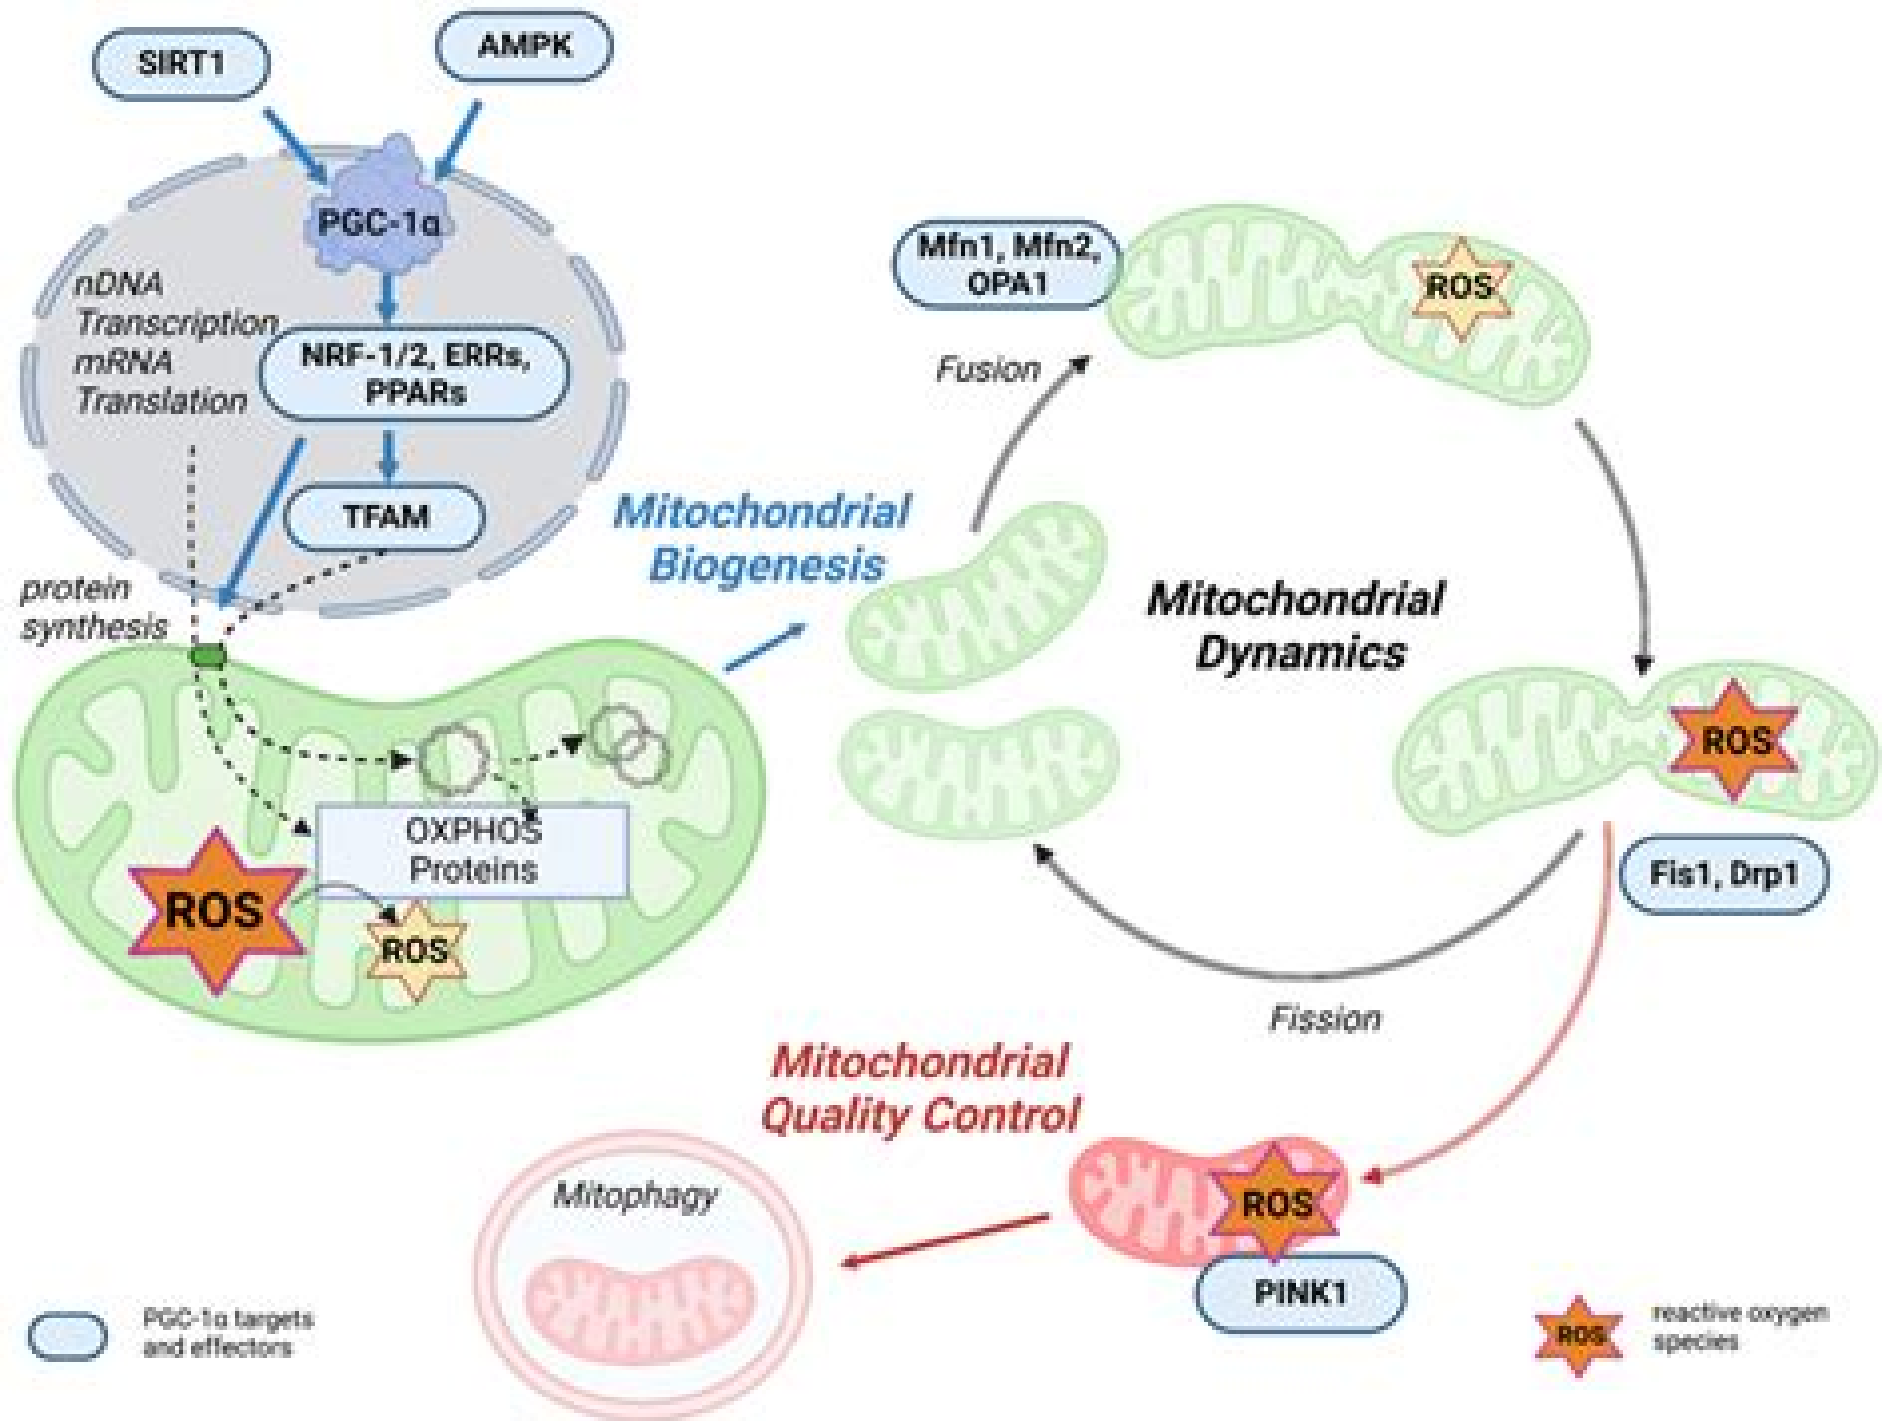 SIRT1
AMPK
PGC-1α
nDNA
Transcription
mRNA
Translation
NRF-1/2, ERRs,
PPARs
TFAM
protein
synthesis
OXPHOS
Proteins
ROS
ROS
Mitochondrial
Biogenesis
Mfn1, Mfn2,
OPA1
ROS
Fusion
Mitochondrial
Dynamics
ROS
Fis1, Drp1
Fission
Mitochondrial
Quality Control
ROS
PINK1
Mitophagy
PGC-1α targets
and effectors
ROS
reactive oxygen
species